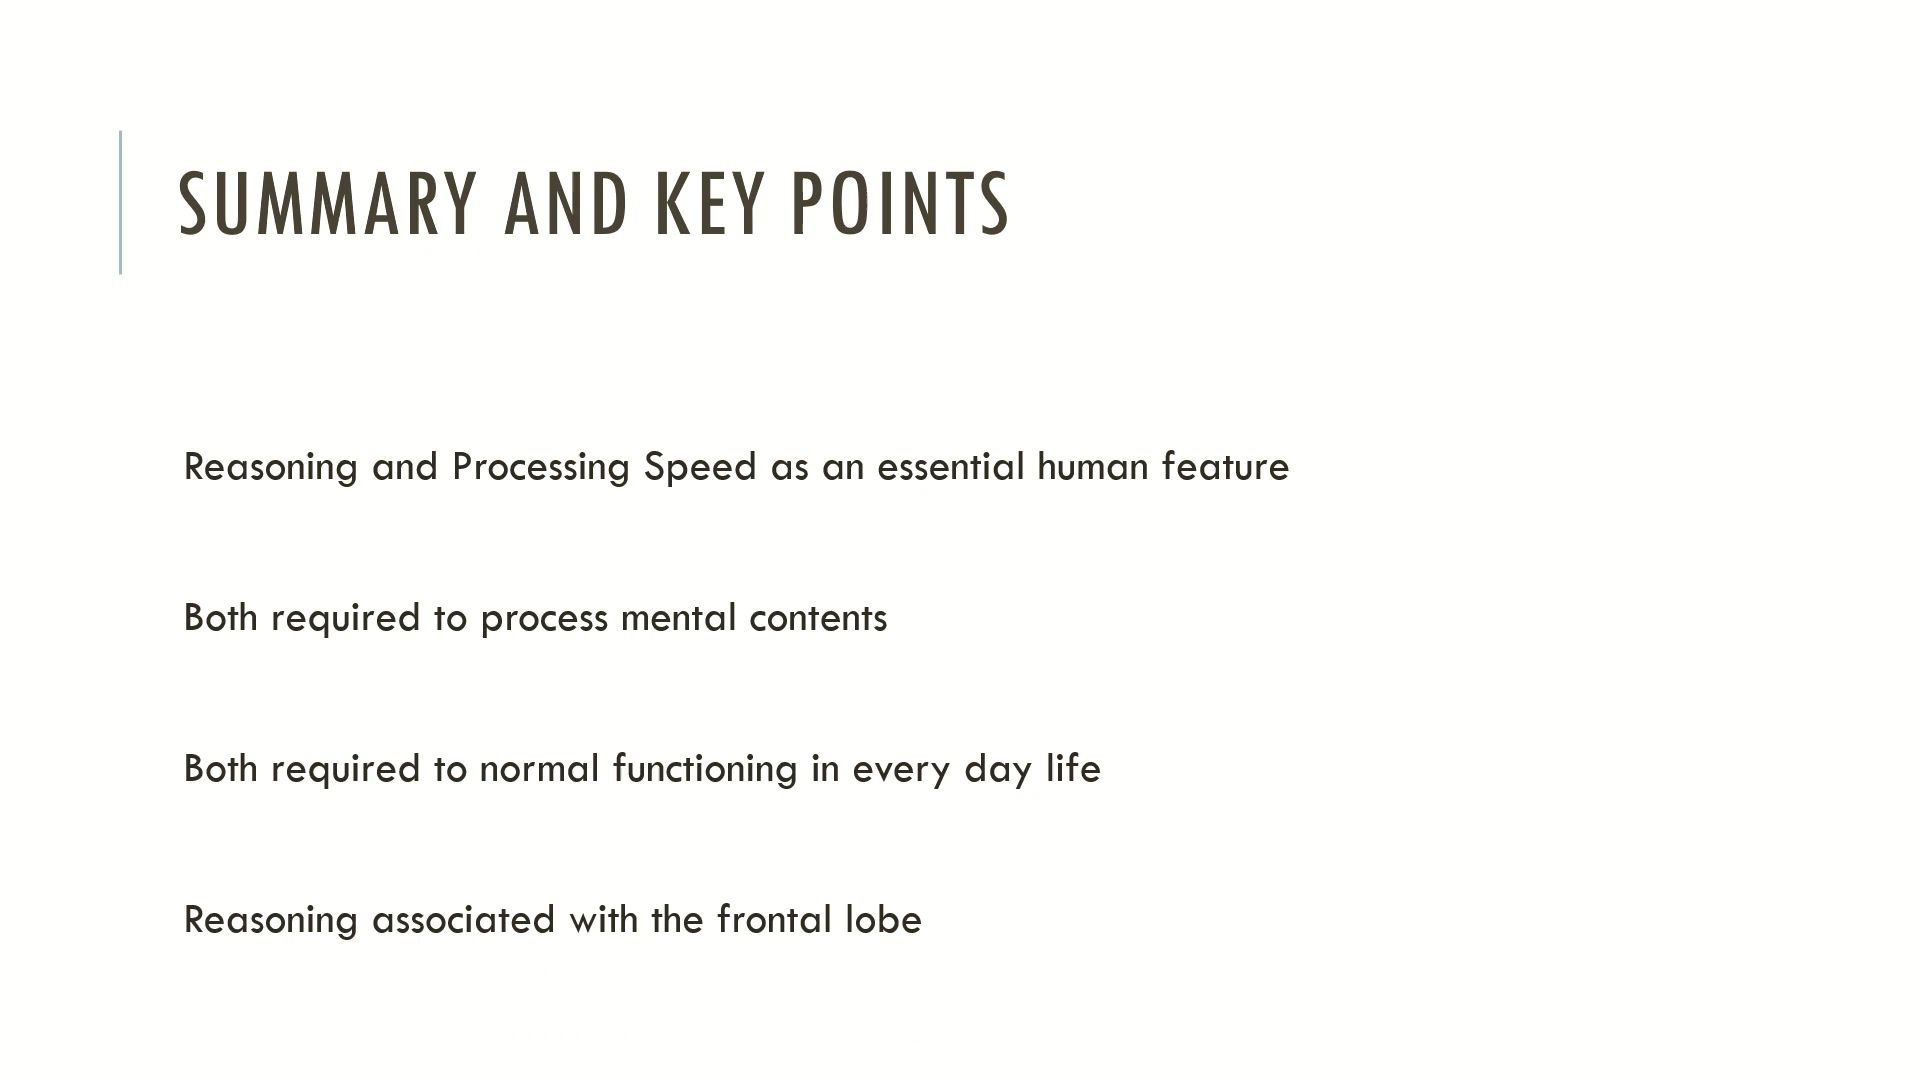 SUMMARY AND KEY POINTS
Reasoning and Processing Speed as an essential human feature
Both required to process mental contents
Both required to normal functioning in every day life
Reasoning associated with the frontal lobe